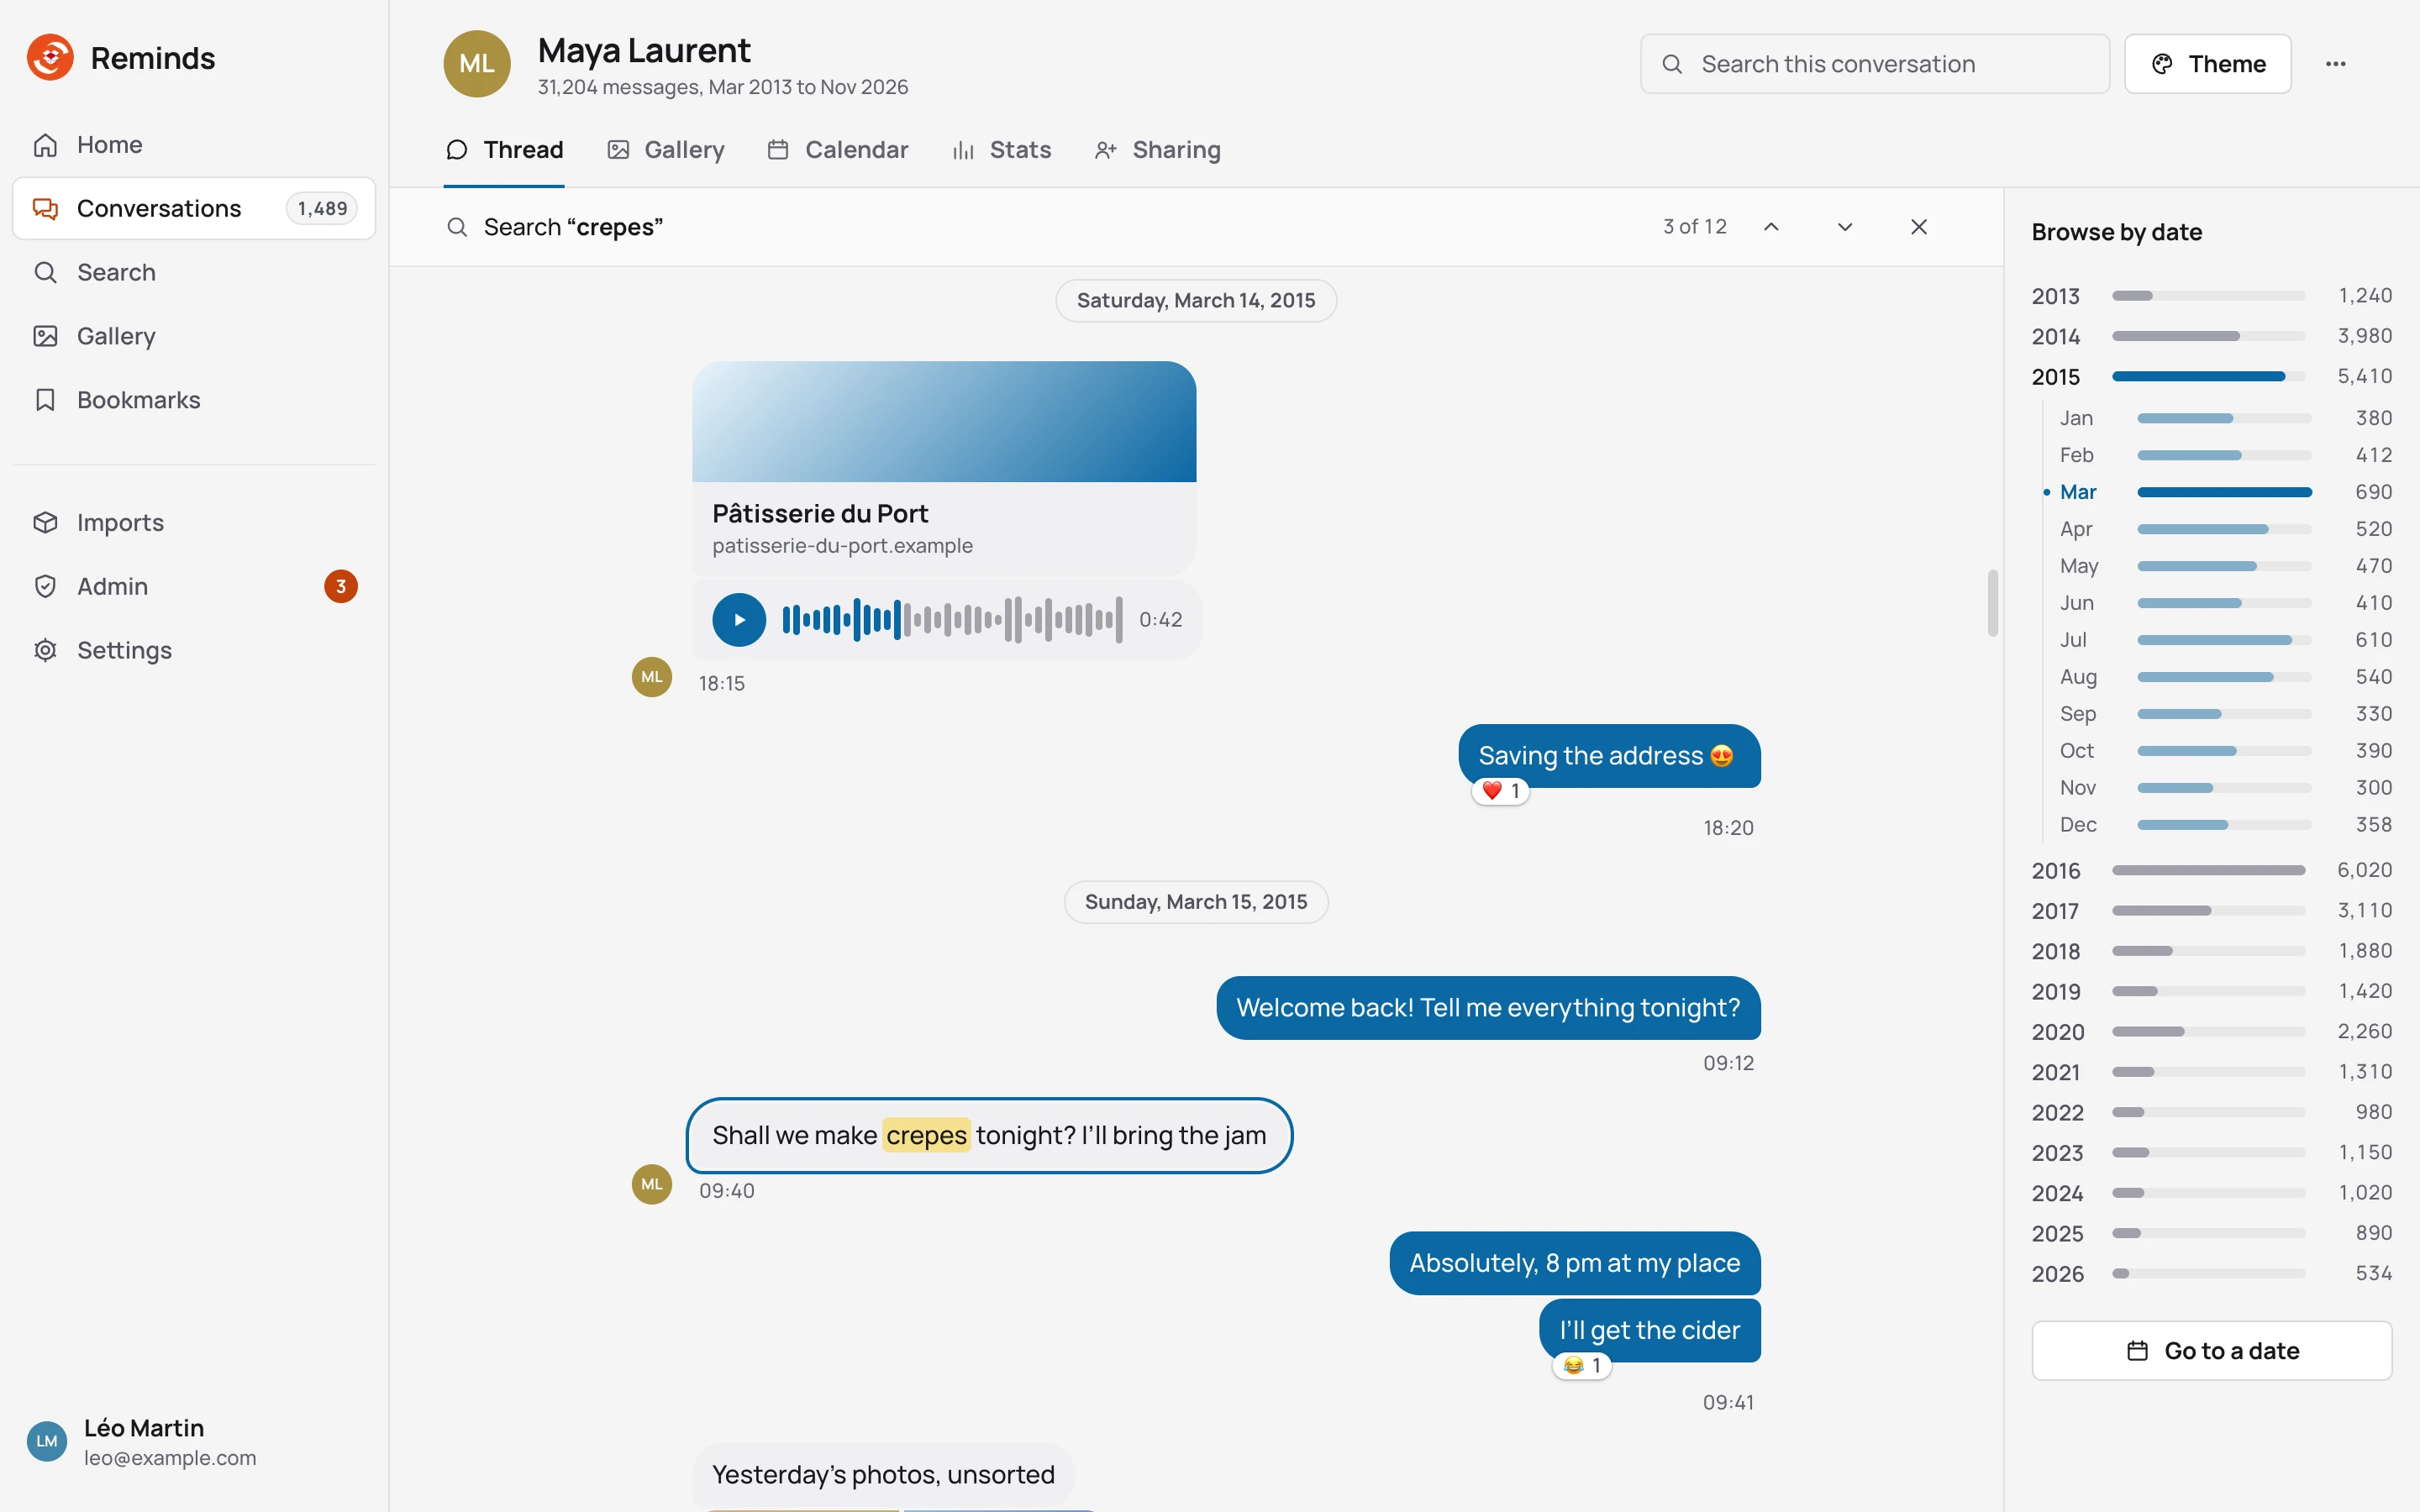 Reminds
Home
Conversations 1,489
Search
Gallery
Bookmarks
Imports
Admin 3
Settings
LM
Léo Martin
leo@example.com
ML
Maya Laurent
31,204 messages, Mar 2013 to Nov 2026
Search this conversation
Theme
Thread Gallery Calendar Stats Sharing
Search “crepes” 3 of 12
Saturday, March 14, 2015
Pâtisserie du Port
patisserie-du-port.example
0:42
ML
18:15
Saving the address 😍
❤️ 1
18:20
Sunday, March 15, 2015
Welcome back! Tell me everything tonight?
09:12
Shall we make crepes tonight? I’ll bring the jam
ML
09:40
Absolutely, 8 pm at my place
I’ll get the cider
😂 1
09:41
Yesterday’s photos, unsorted
Browse by date
2013 1,240
2014 3,980
2015 5,410
Jan 380
Feb 412
Mar 690
Apr 520
May 470
Jun 410
Jul 610
Aug 540
Sep 330
Oct 390
Nov 300
Dec 358
2016 6,020
2017 3,110
2018 1,880
2019 1,420
2020 2,260
2021 1,310
2022 980
2023 1,150
2024 1,020
2025 890
2026 534
Go to a date